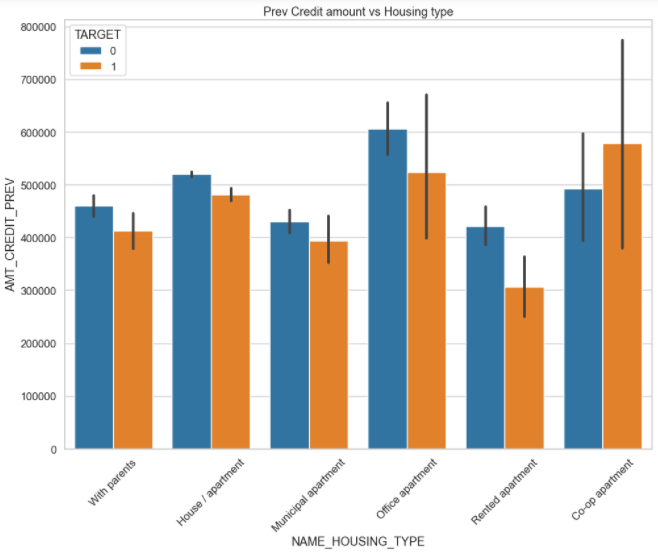 Prev Credit amount vs Housing type
TARGET
0
1
800000
700000
600000
500000
400000
300000
200000
100000
0
AMT_CREDIT_PREV
With parents
House / apartment
Municipal apartment
Office apartment
Rented apartment
Co-op apartment
NAME_HOUSING_TYPE